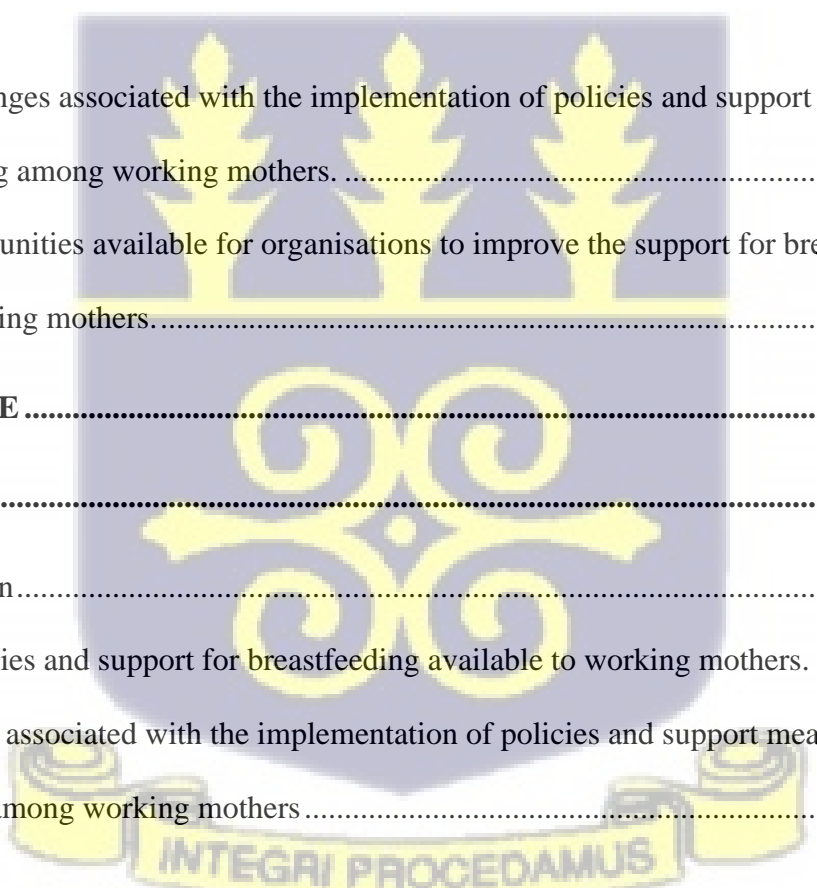 nges associated with the implementation of policies and support
g among working mothers. ........................................................................
unities available for organisations to improve the support for bre
ing mothers. ........................................................................
E ........................................................................
........................................................................
n ........................................................................
ies and support for breastfeeding available to working mothers.
associated with the implementation of policies and support mea
among working mothers ........................................................................
INTEGRI PROCEDAMUS